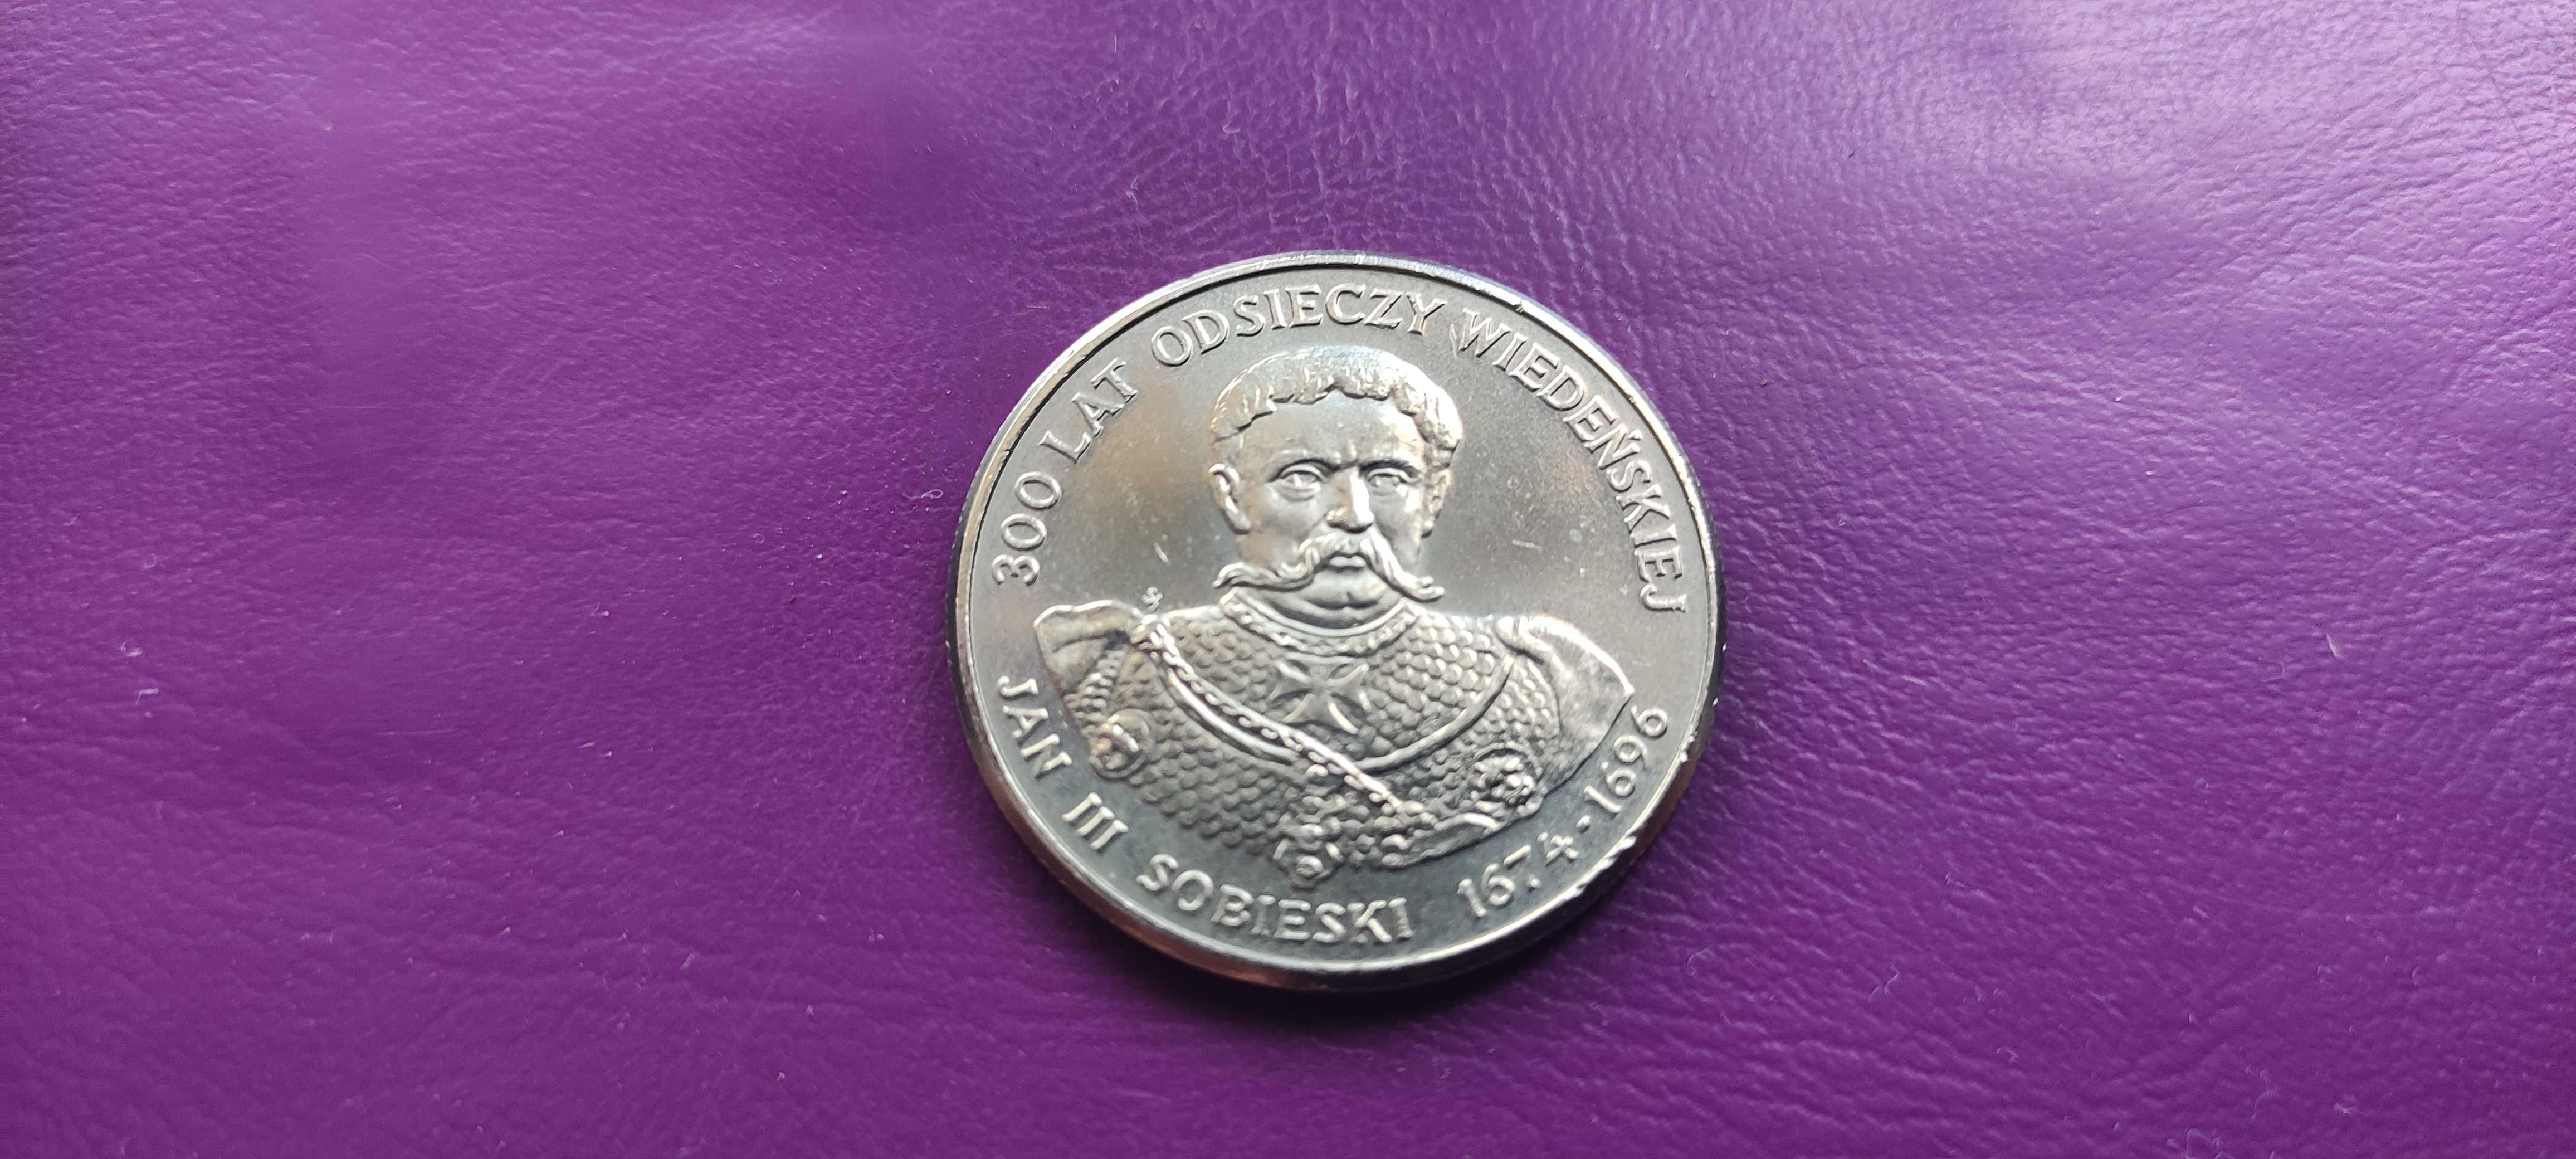 300 LAT ODSIECZY WIEDEŃSKIEJ
JAN III SOBIESKI 1674·1696